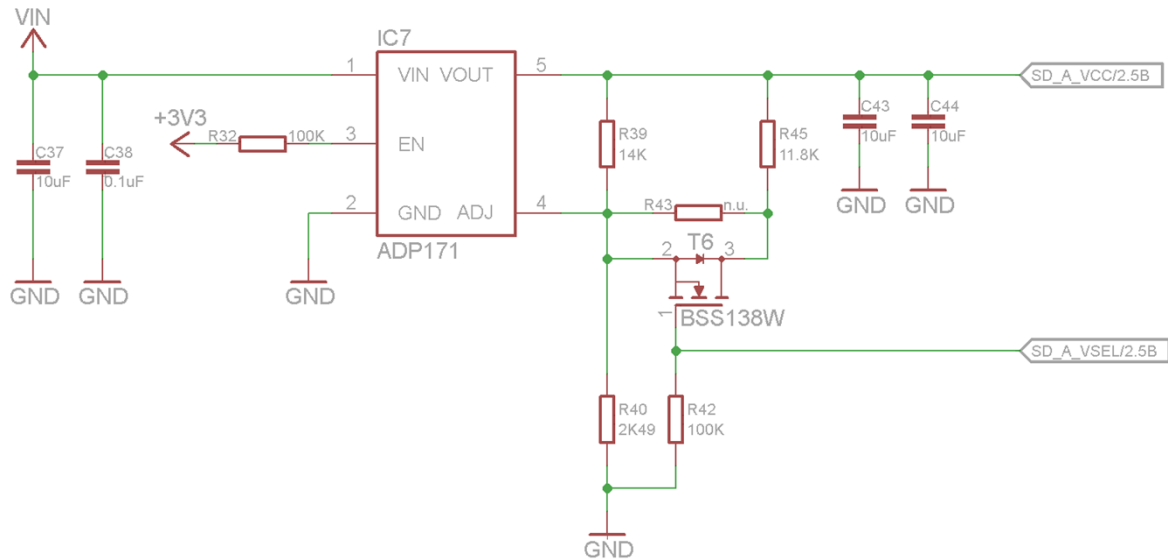 VIN
IC7
1
VIN VOUT
5
SD_A_VCC/2.5B
+3V3
R32
100K
3
EN
R39
14K
R45
11.8K
C43
10uF
C44
10uF
C37
10uF
C38
0.1uF
2
GND ADJ
4
R43
n.u.
GND
GND
ADP171
2
T6
3
GND
GND
GND
1
BSS138W
SD_A_VSEL/2.5B
R40
2K49
R42
100K
GND